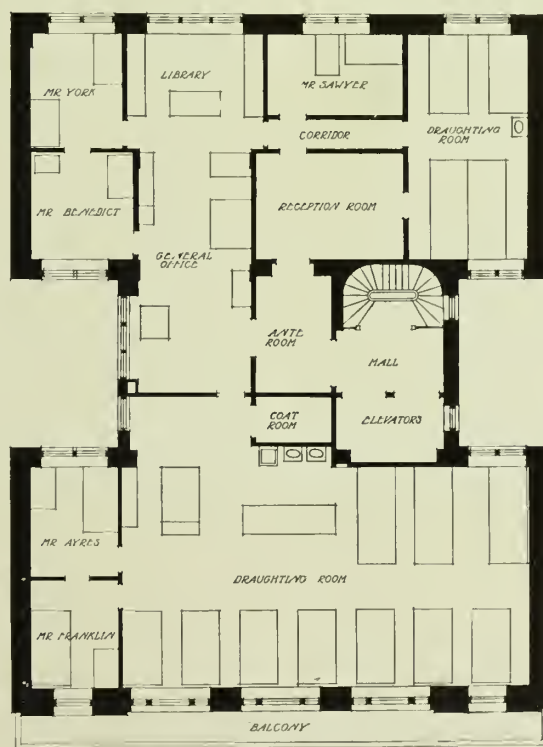 LIBRARY
MR YORK
MR SAWYER
CORRIDOR
DRAUGHTING
ROOM
MR BENEDICT
RECEPTION ROOM
GENERAL
OFFICE
ANTE
ROOM
HALL
COAT
ROOM
ELEVATORS
MR AYRES
DRAUGHTING ROOM
MR FRANKLIN
BALCONY